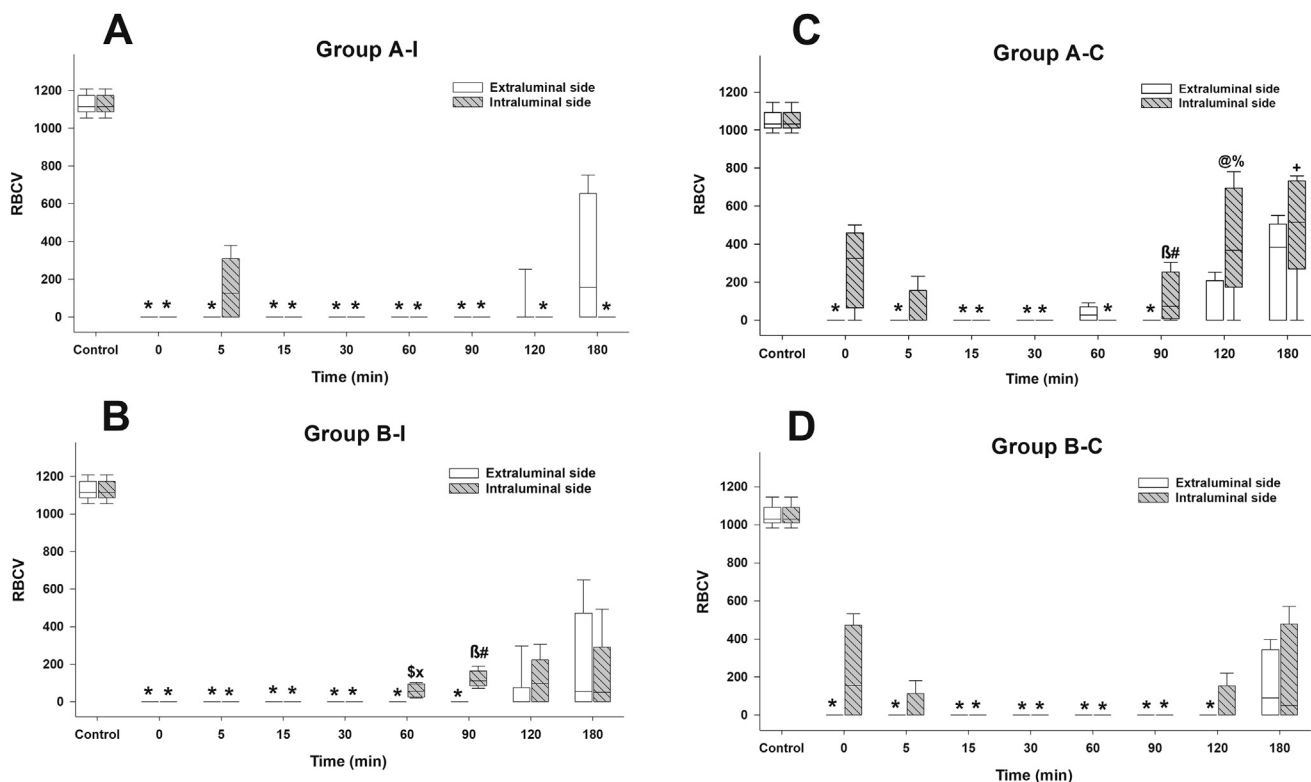 A
Group A-I
Extraluminal side
Intraluminal side
RBCV
1200
1000
800
600
400
200
0
* * * * * * * * * * * * *
Control 0 5 15 30 60 90 120 180
Time (min)
B
Group B-I
Extraluminal side
Intraluminal side
RBCV
1200
1000
800
600
400
200
0
* * * * * * * * * *
$x
ß#
Control 0 5 15 30 60 90 120 180
Time (min)
C
Group A-C
Extraluminal side
Intraluminal side
RBCV
1200
1000
800
600
400
200
0
* * * * * * * *
ß#
@%
+
Control 0 5 15 30 60 90 120 180
Time (min)
D
Group B-C
Extraluminal side
Intraluminal side
RBCV
1200
1000
800
600
400
200
0
* * * * * * * * * * *
Control 0 5 15 30 60 90 120 180
Time (min)